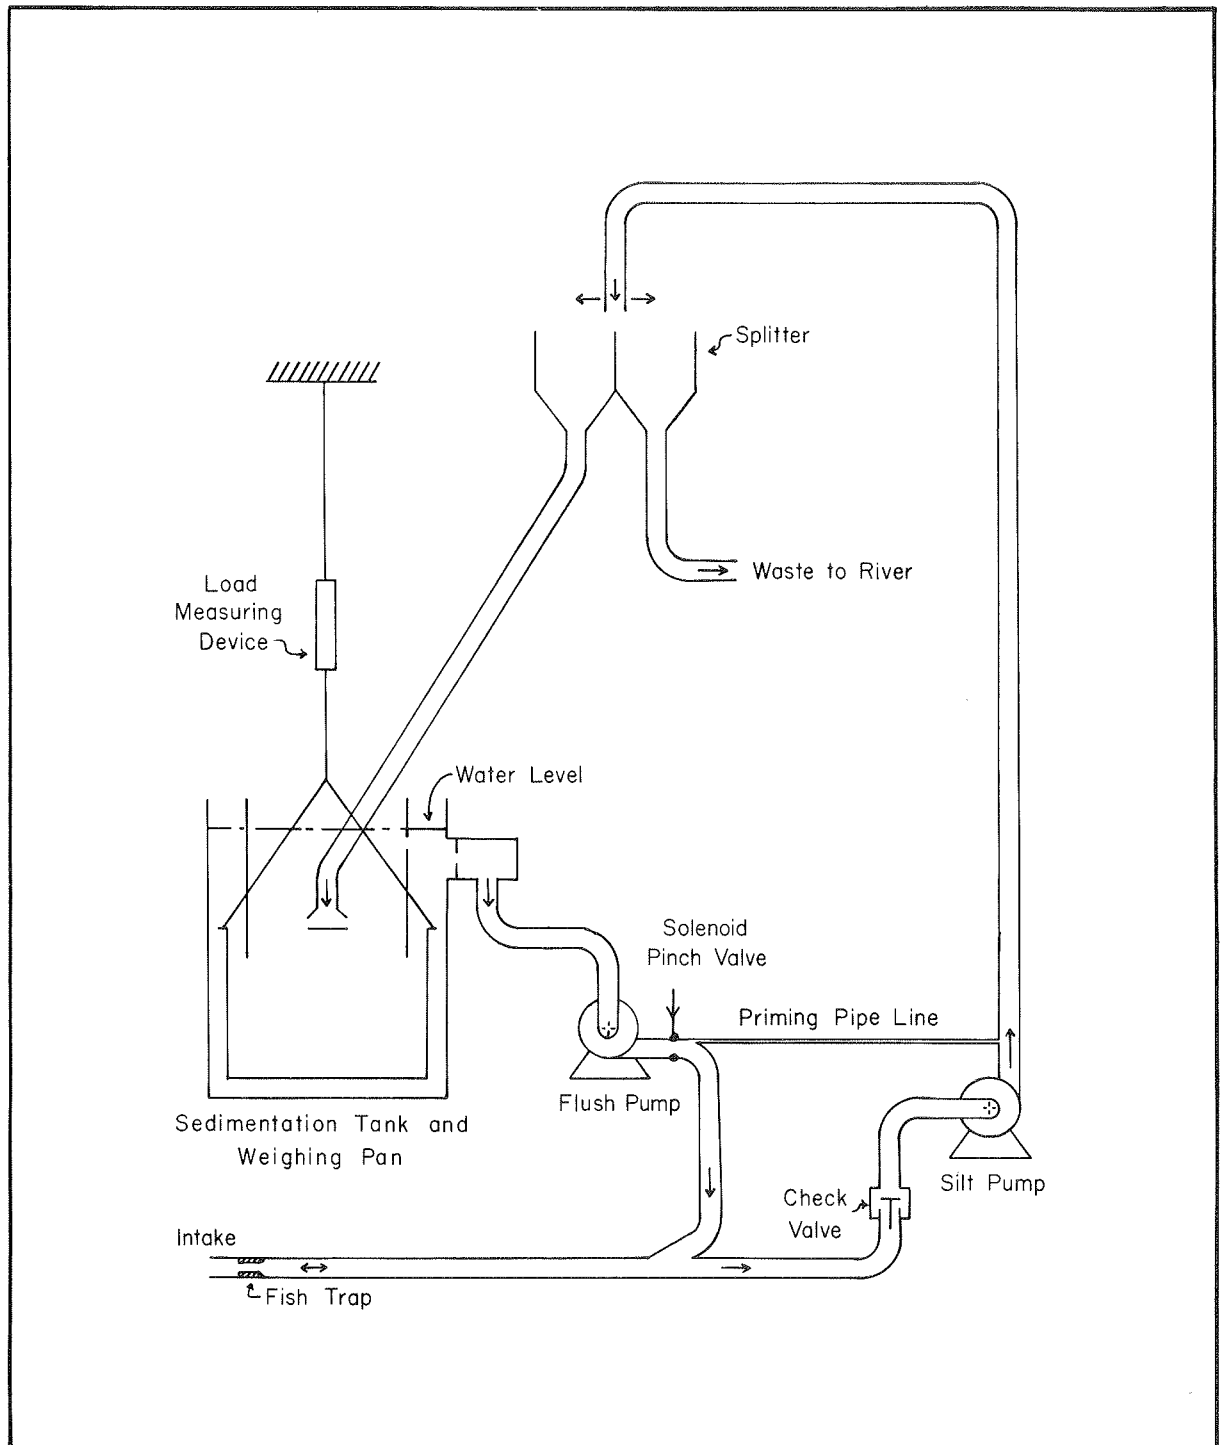 Splitter
Waste to River
Load
Measuring
Device
Water Level
Solenoid
Pinch Valve
Priming Pipe Line
Flush Pump
Sedimentation Tank and
Weighing Pan
Silt Pump
Check
Valve
Intake
Fish Trap